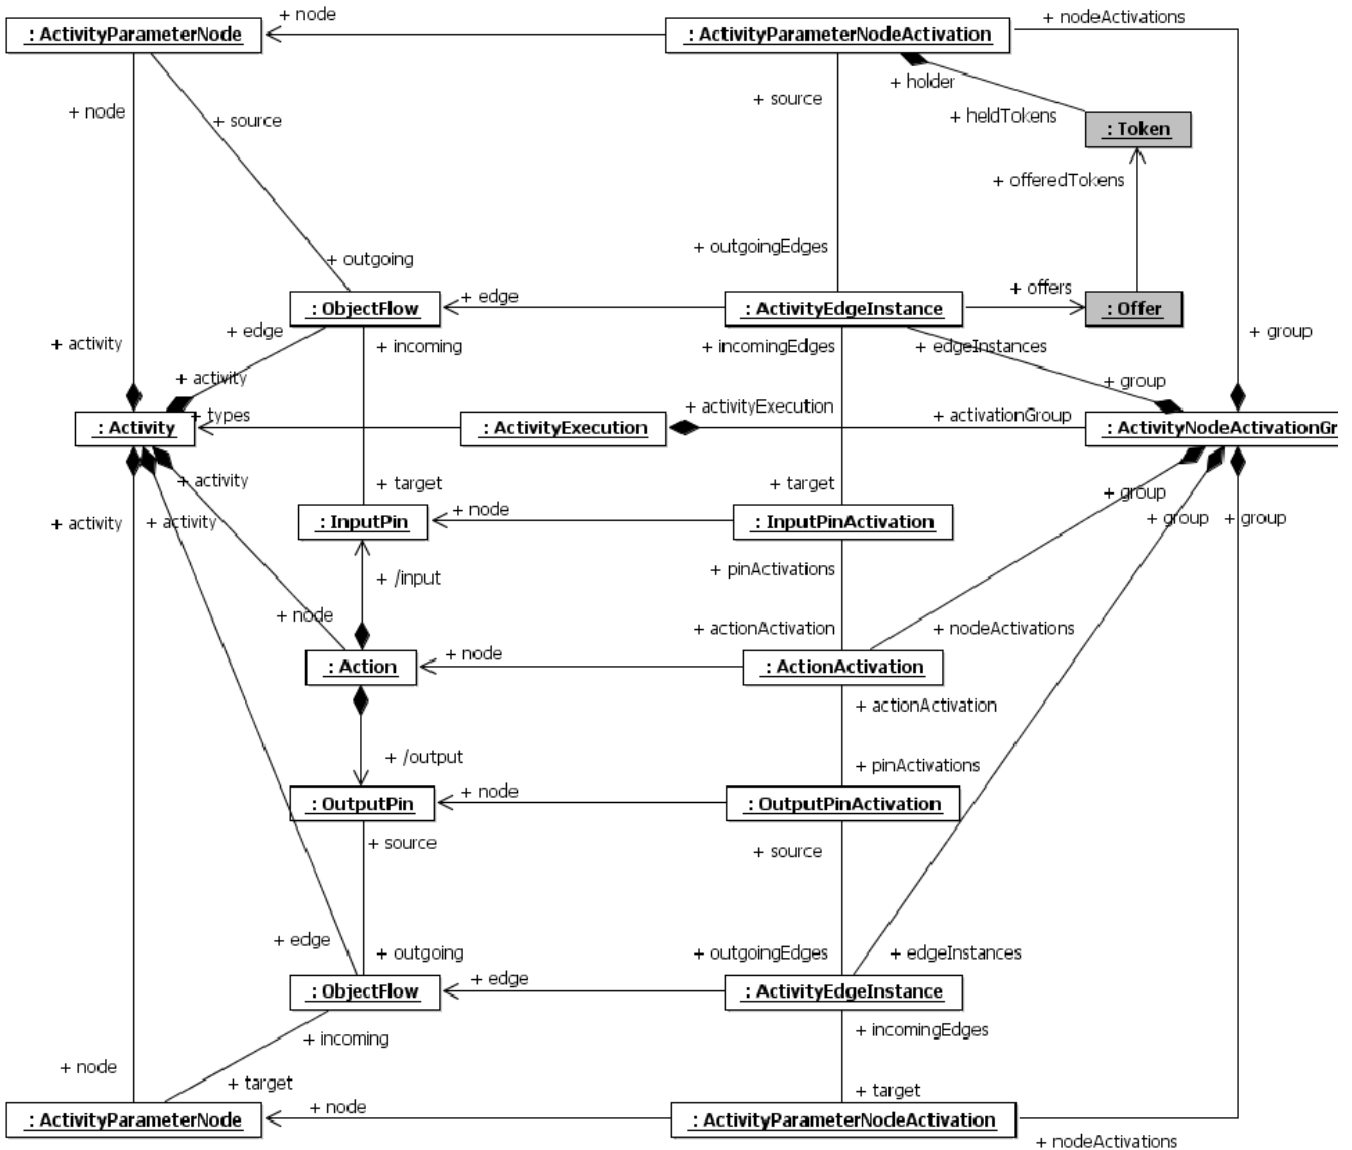 + node
+ nodeActivations
: ActivityParameterNode
: ActivityParameterNodeActivation
+ holder
+ node
+ source
+ source
+ heldTokens
: Token
+ offeredTokens
+ outgoing
+ outgoingEdges
+ offers
: ObjectFlow
+ edge
: ActivityEdgeInstance
: Offer
+ activity
+ edge
+ incoming
+ incomingEdges
+ edgeInstances
+ group
+ activity
+ group
+ types
+ activityExecution
+ activationGroup
: Activity
: ActivityExecution
: ActivityNodeActivationGr
+ activity
+ target
+ target
+ group
+ activity
+ activity
: InputPin
+ node
: InputPinActivation
+ group
+ group
+ /input
+ pinActivations
+ node
+ actionActivation
+ nodeActivations
: Action
+ node
: ActionActivation
+ actionActivation
+ /output
+ pinActivations
: OutputPin
+ node
: OutputPinActivation
+ source
+ source
+ edge
+ outgoing
+ outgoingEdges
+ edgeInstances
: ObjectFlow
+ edge
: ActivityEdgeInstance
+ incoming
+ incomingEdges
+ node
+ target
+ target
: ActivityParameterNode
+ node
: ActivityParameterNodeActivation
+ nodeActivations